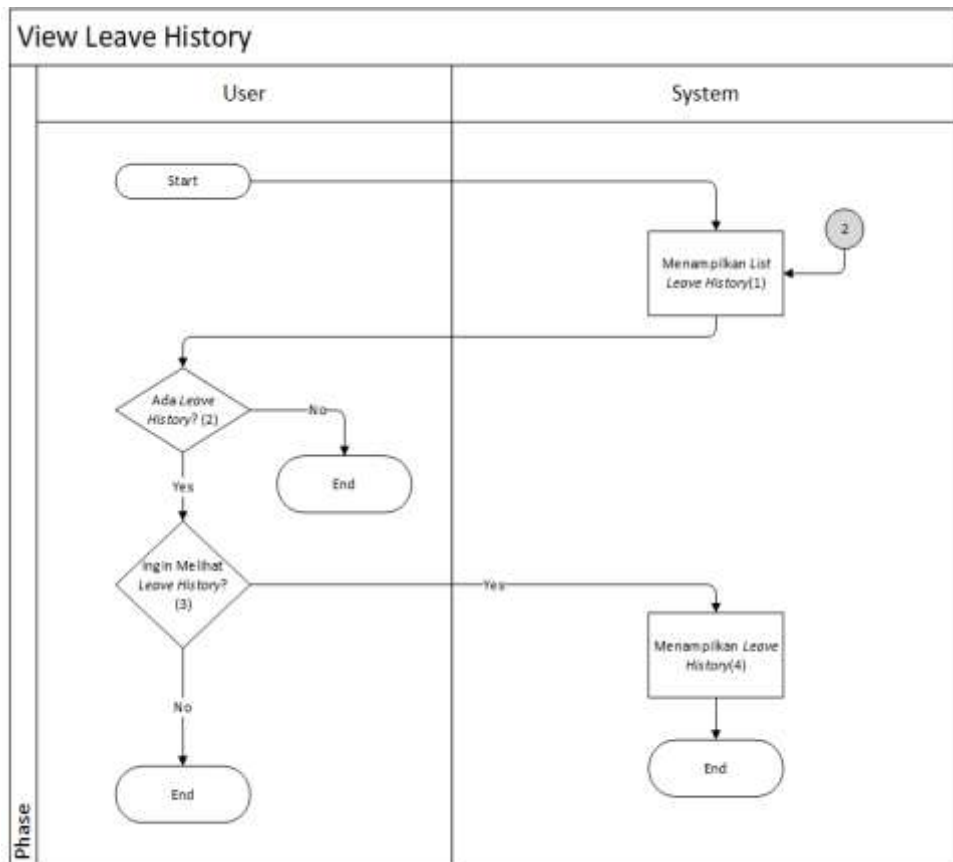 View Leave History
User
System
Start
2
Menampilkan List
Leave History(1)
Ada Leave
History? (2)
No
End
Yes
Ingin Melihat
Leave History?
(3)
Yes
Menampilkan Leave
History(4)
No
End
End
Phase